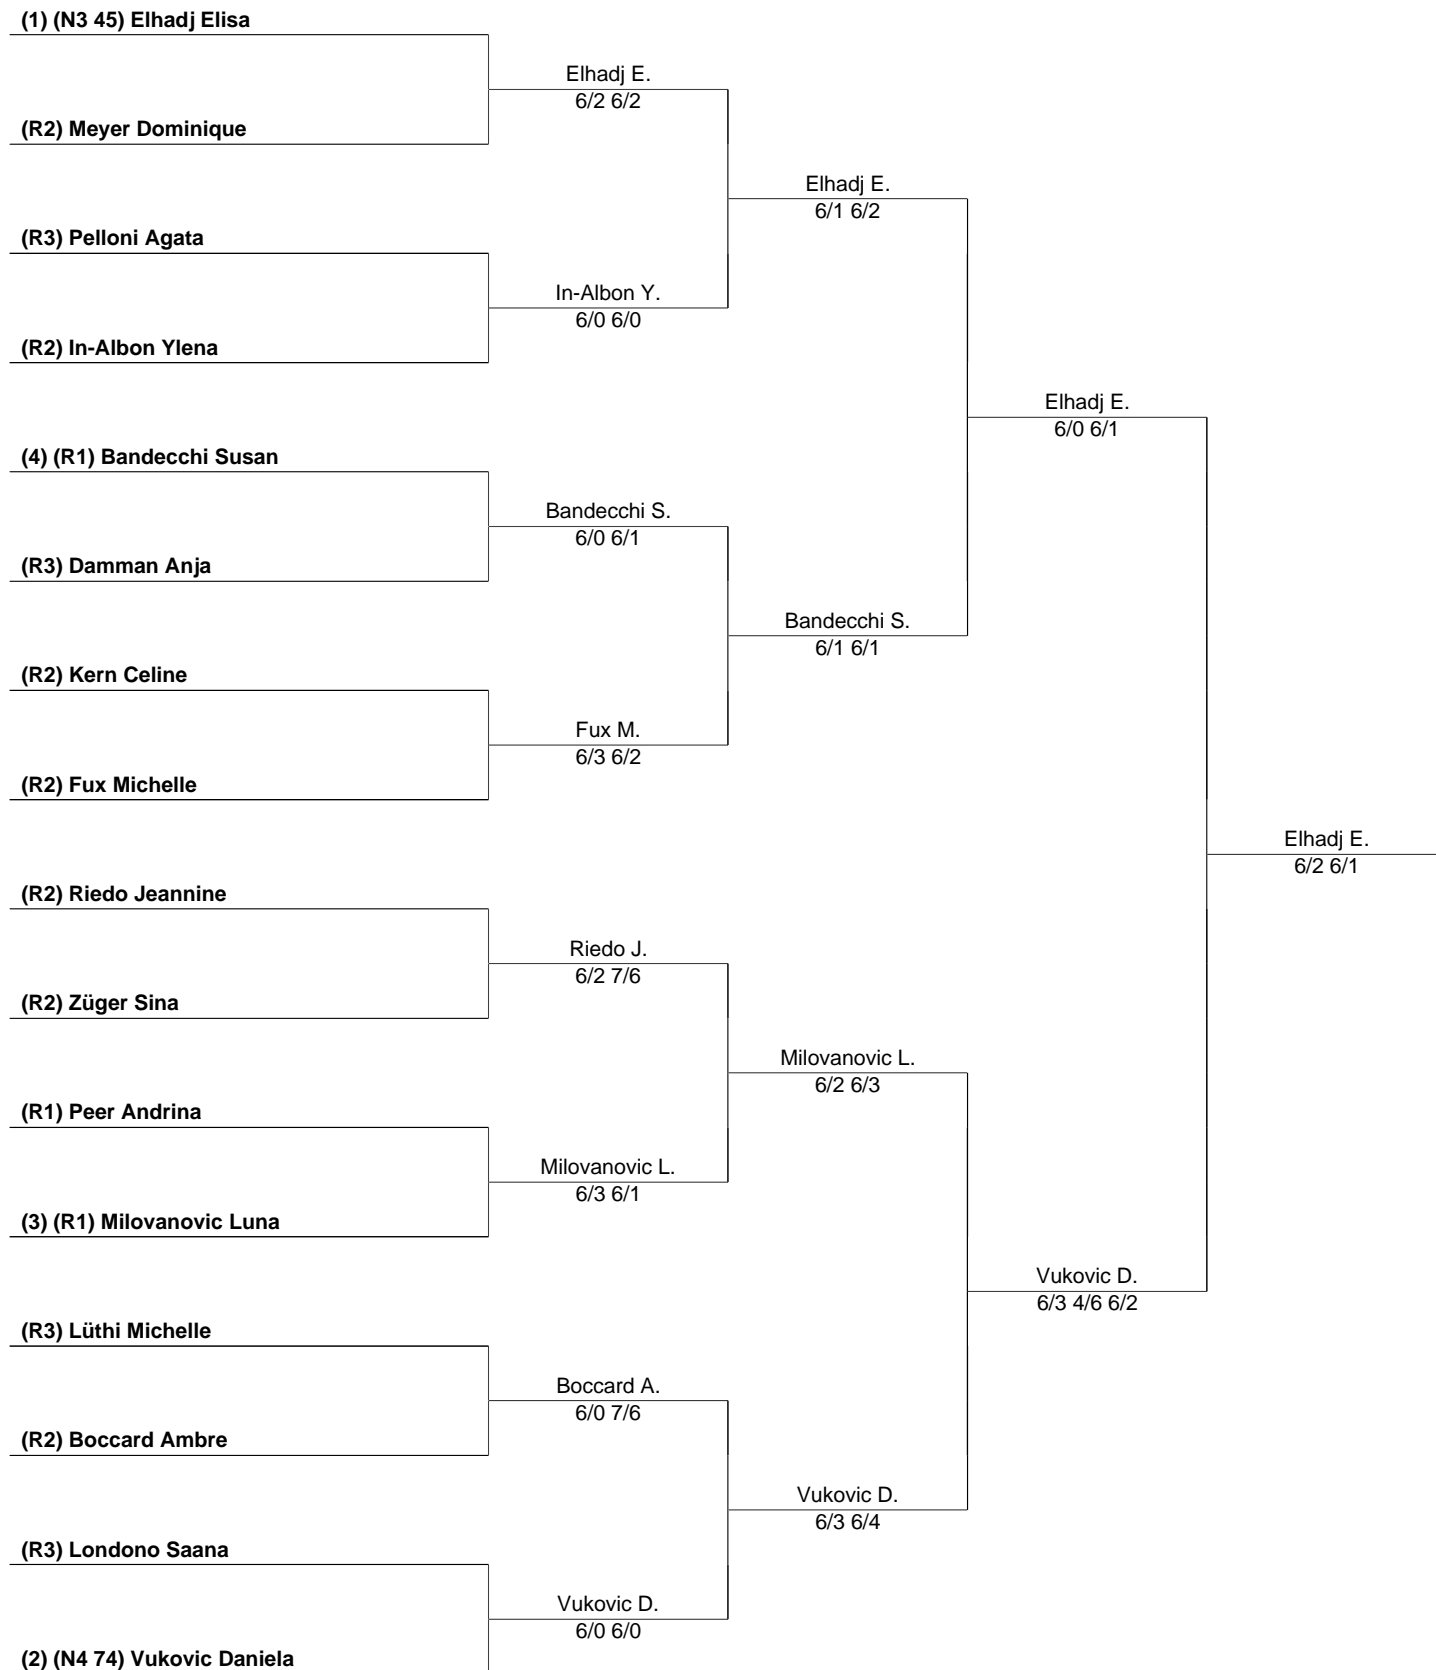 (1) (N3 45) Elhadj Elisa
Elhadj E.
6/2 6/2
(R2) Meyer Dominique
Elhadj E.
6/1 6/2
(R3) Pelloni Agata
In-Albon Y.
6/0 6/0
(R2) In-Albon Ylena
Elhadj E.
6/0 6/1
(4) (R1) Bandecchi Susan
Bandecchi S.
6/0 6/1
(R3) Damman Anja
Bandecchi S.
6/1 6/1
(R2) Kern Celine
Fux M.
6/3 6/2
(R2) Fux Michelle
Elhadj E.
6/2 6/1
(R2) Riedo Jeannine
Riedo J.
6/2 7/6
(R2) Züger Sina
Milovanovic L.
6/2 6/3
(R1) Peer Andrina
Milovanovic L.
6/3 6/1
(3) (R1) Milovanovic Luna
Vukovic D.
6/3 4/6 6/2
(R3) Lüthi Michelle
Boccard A.
6/0 7/6
(R2) Boccard Ambre
Vukovic D.
6/3 6/4
(R3) Londono Saana
Vukovic D.
6/0 6/0
(2) (N4 74) Vukovic Daniela